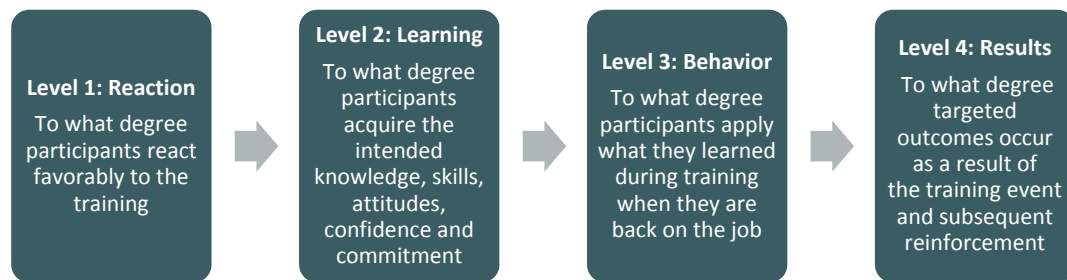 Level 1: Reaction
To what degree
participants react
favorably to the
training
Level 2: Learning
To what degree
participants
acquire the
intended
knowledge, skills,
attitudes,
confidence and
commitment
Level 3: Behavior
To what degree
participants apply
what they learned
during training
when they are
back on the job
Level 4: Results
To what degree
targeted
outcomes occur
as a result of
the training event
and subsequent
reinforcement